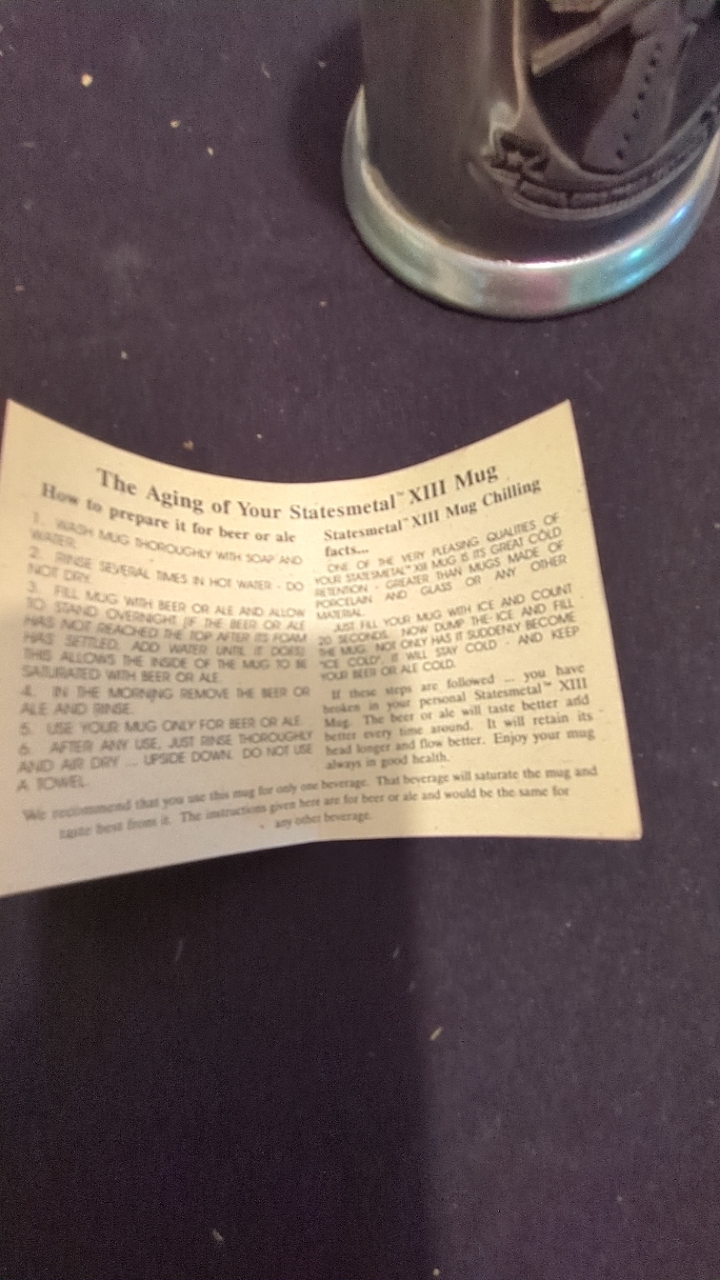 The Aging of Your Statesmetal™ XIII Mug
How to prepare it for beer or ale
1. WASH MUG THOROUGHLY WITH SOAP AND
WATER.
2. RINSE SEVERAL TIMES IN HOT WATER - DO
NOT DRY.
3. FILL MUG WITH BEER OR ALE AND ALLOW
TO STAND OVERNIGHT (IF THE BEER OR ALE
HAS NOT REACHED THE TOP AFTER ITS FOAM
HAS SETTLED, ADD WATER UNTIL IT DOES)
THIS ALLOWS THE INSIDE OF THE MUG TO BE
SATURATED WITH BEER OR ALE.
4. IN THE MORNING REMOVE THE BEER OR
ALE AND RINSE.
5. USE YOUR MUG ONLY FOR BEER OR ALE.
6. AFTER ANY USE, JUST RINSE THOROUGHLY
AND AIR DRY ... UPSIDE DOWN. DO NOT USE
A TOWEL.
Statesmetal™ XIII Mug Chilling
facts...
ONE OF THE VERY PLEASING QUALITIES OF
YOUR STATESMETAL™ XIII MUG IS ITS GREAT COLD
RETENTION - GREATER THAN MUGS MADE OF
PORCELAIN AND GLASS OR ANY OTHER
MATERIAL.
JUST FILL YOUR MUG WITH ICE AND COUNT
20 SECONDS. NOW DUMP THE ICE AND FILL
THE MUG. NOT ONLY HAS IT SUDDENLY BECOME
"ICE COLD", IT WILL STAY COLD - AND KEEP
YOUR BEER OR ALE COLD.
If these steps are followed ... you have
broken in your personal Statesmetal™ XIII
Mug. The beer or ale will taste better and
better every time around. It will retain its
head longer and flow better. Enjoy your mug
always in good health.
We recommend that you use this mug for only one beverage. That beverage will saturate the mug and
taste best from it. The instructions given here are for beer or ale and would be the same for
any other beverage.